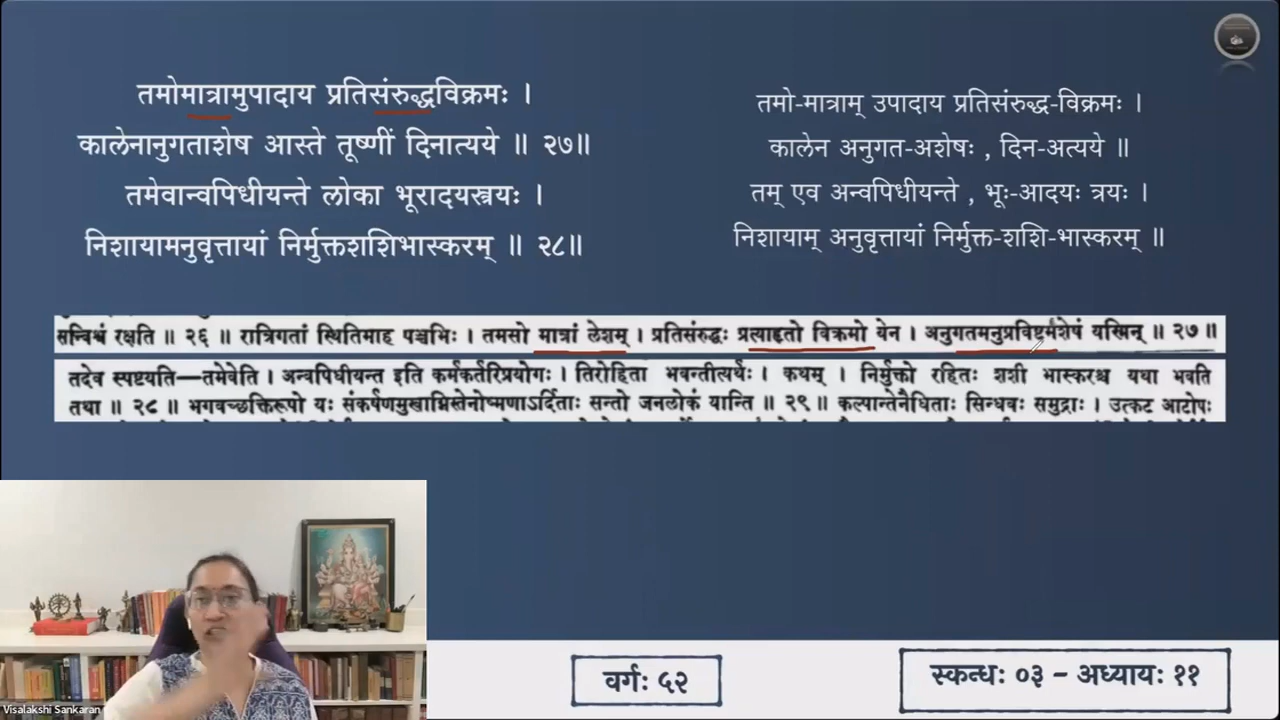 तमोमात्रामुपादाय प्रतिसंरुद्धविक्रमः ।
कालेनानुगताशेष आस्ते तूष्णीं दिनात्यये ॥ २७॥
तमेवान्वपिधीयन्ते लोका भूरादयस्त्रयः ।
निशायामनुवृत्तायां निर्मुक्तशशिभास्करम् ॥ २८॥
तमो-मात्राम् उपादाय प्रतिसंरुद्ध-विक्रमः ।
कालेन अनुगत-अशेषः , दिन-अत्यये ॥
तम् एव अन्वपिधीयन्ते , भूः-आदयः त्रयः ।
निशायाम् अनुवृत्तायां निर्मुक्त-शशि-भास्करम् ॥
सन्विश्वं रक्षति ॥ २६ ॥ रात्रिगतां स्थितिमाह पञ्चभिः । तमसो मात्रां लेशम् । प्रतिसंरुद्धः प्रत्याहृतो विक्रमो येन । अनुगतमनुप्रविष्टमशेषं यस्मिन् ॥ २७॥
तदेव स्पष्टयति—तमेवेति । अन्वपिधीयन्त इति कर्मकर्तरिप्रयोगः । तिरोहिता भवन्तीत्यर्थः । कथम् । निर्मुक्तो रहितः शशी भास्करश्च यथा भवति
तथा ॥ २८ ॥ भगवच्छक्तिरूपो यः संकर्षणमुखाग्निस्तेनोष्मणाऽर्दिताः सन्तो जनलोकं यान्ति ॥ २९ ॥ कल्पान्तेनैधिताः सिन्धवः समुद्राः । उत्कट आटोपः
Visalakshi Sankaran
वर्गः ५२
स्कन्धः ०३ - अध्यायः ११